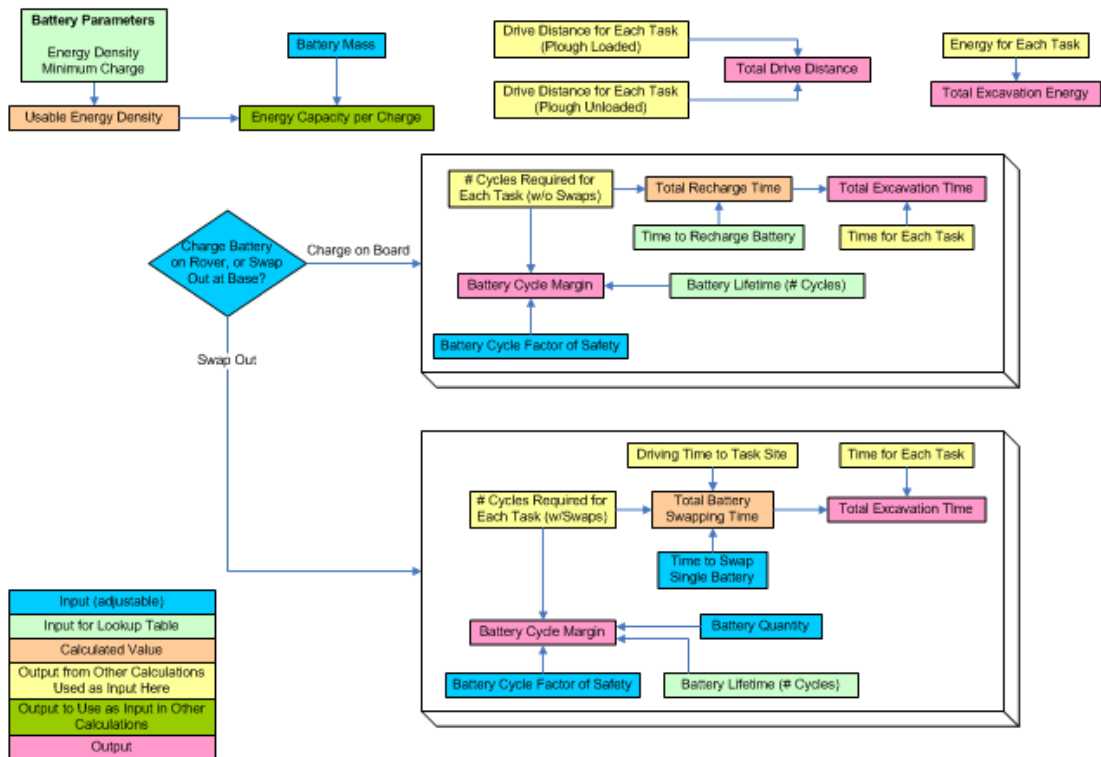 Battery Parameters
Energy Density
Minimum Charge
Battery Mass
Usable Energy Density
Energy Capacity per Charge
Drive Distance for Each Task
(Plough Loaded)
Total Drive Distance
Drive Distance for Each Task
(Plough Unloaded)
Energy for Each Task
Total Excavation Energy
Charge Battery
on Rover, or Swap
Out at Base?
Charge on Board
Swap Out
# Cycles Required for
Each Task (w/o Swaps)
Total Recharge Time
Total Excavation TIme
Time to Recharge Battery
Time for Each Task
Battery Cycle Margin
Battery Lifetime (# Cycles)
Battery Cycle Factor of Safety
Driving Time to Task Site
Time for Each Task
# Cycles Required for
Each Task (w/Swaps)
Total Battery
Swapping Time
Total Excavation TIme
Time to Swap
Single Battery
Battery Cycle Margin
Battery Quantity
Battery Cycle Factor of Safety
Battery Lifetime (# Cycles)
Input (adjustable)
Input for Lookup Table
Calculated Value
Output from Other Calculations
Used as Input Here
Output to Use as Input in Other
Calculations
Output